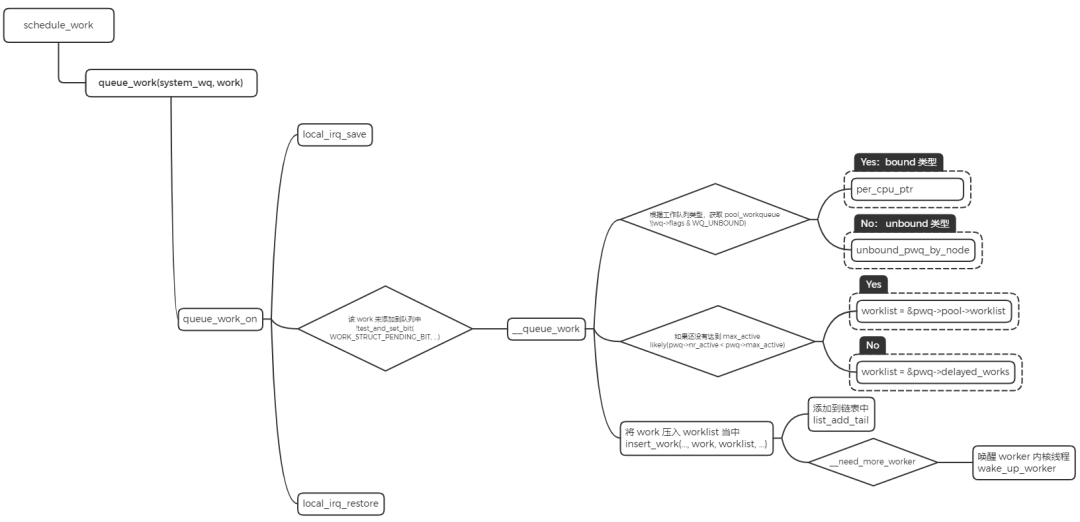 schedule_work
queue_work(system_wq, work)
local_irq_save
queue_work_on
该 work 未添加到队列中
!test_and_set_bit(
WORK_STRUCT_PENDING_BIT, ...)
__queue_work
根据工作队列类型，获取 pool_workqueue
!(wq->flags & WQ_UNBOUND)
Yes：bound 类型
per_cpu_ptr
No： unbound 类型
unbound_pwq_by_node
如果还没有达到 max_active
likely(pwq->nr_active < pwq->max_active)
Yes
worklist = &pwq->pool->worklist
No
worklist = &pwq->delayed_works
将 work 压入 worklist 当中
insert_work(..., work, worklist, ...)
添加到链表中
list_add_tail
__need_more_worker
唤醒 worker 内核线程
wake_up_worker
local_irq_restore